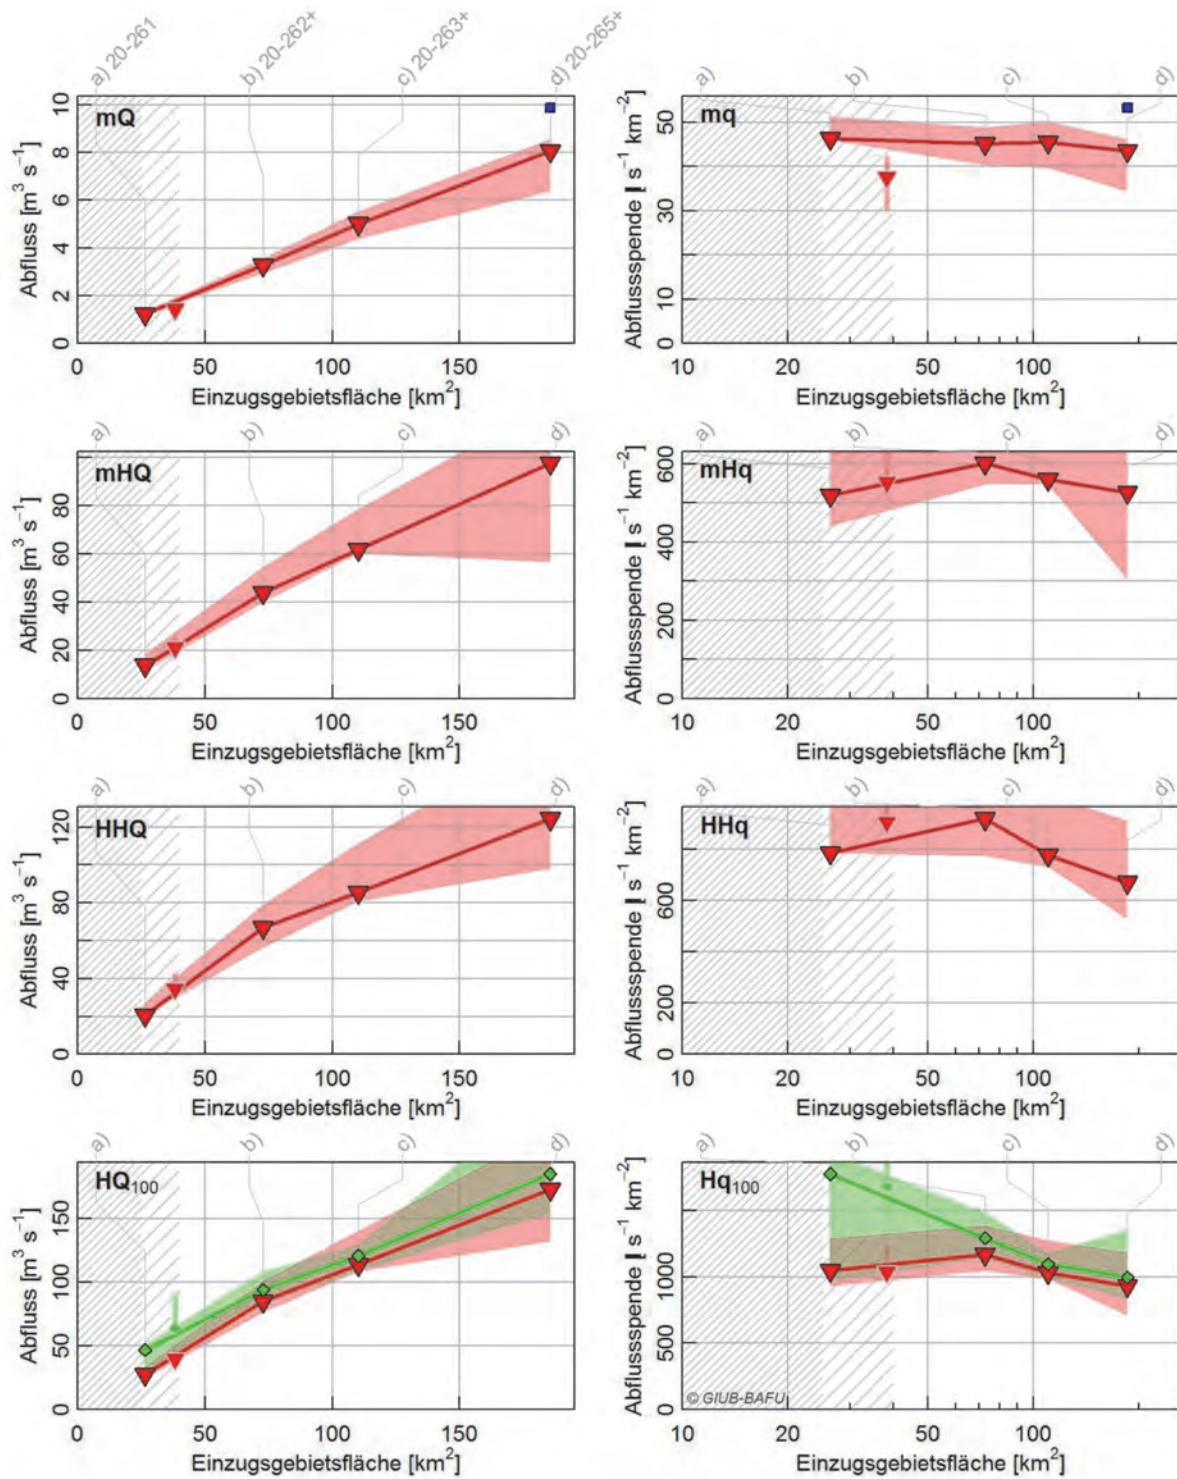 a) 20-261
b) 20-262+
c) 20-263+
d) 20-265+
a)
b)
c)
d)
mQ
Abfluss [m³ s⁻¹]
0
2
4
6
8
10
0 50 100 150
Einzugsgebietsfläche [km²]
mq
Abflussspende [l s⁻¹ km⁻²]
0
10
30
50
10 20 50 100
Einzugsgebietsfläche [km²]
a) b) c) d)
a) b) c) d)
mHQ
Abfluss [m³ s⁻¹]
0
20
40
60
80
0 50 100 150
Einzugsgebietsfläche [km²]
mHq
Abflussspende [l s⁻¹ km⁻²]
0
200
400
600
10 20 50 100
Einzugsgebietsfläche [km²]
a) b) c) d)
a) b) c) d)
HHQ
Abfluss [m³ s⁻¹]
0
40
80
120
0 50 100 150
Einzugsgebietsfläche [km²]
HHq
Abflussspende [l s⁻¹ km⁻²]
0
200
600
10 20 50 100
Einzugsgebietsfläche [km²]
a) b) c) d)
a) b) c) d)
HQ₁₀₀
Abfluss [m³ s⁻¹]
0
50
100
150
0 50 100 150
Einzugsgebietsfläche [km²]
Hq₁₀₀
Abflussspende [l s⁻¹ km⁻²]
0
500
1000
© GIUB-BAFU
10 20 50 100
Einzugsgebietsfläche [km²]